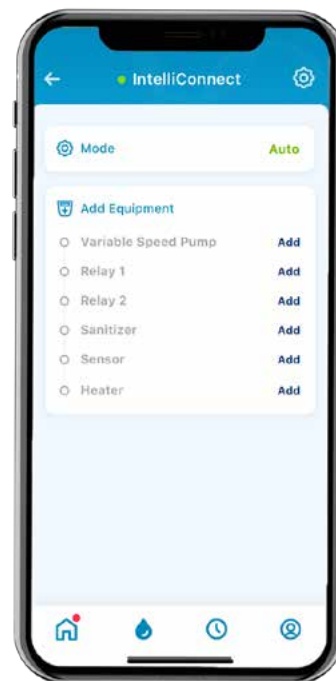 IntelliConnect
Mode Auto
Add Equipment
Variable Speed Pump Add
Relay 1 Add
Relay 2 Add
Sanitizer Add
Sensor Add
Heater Add